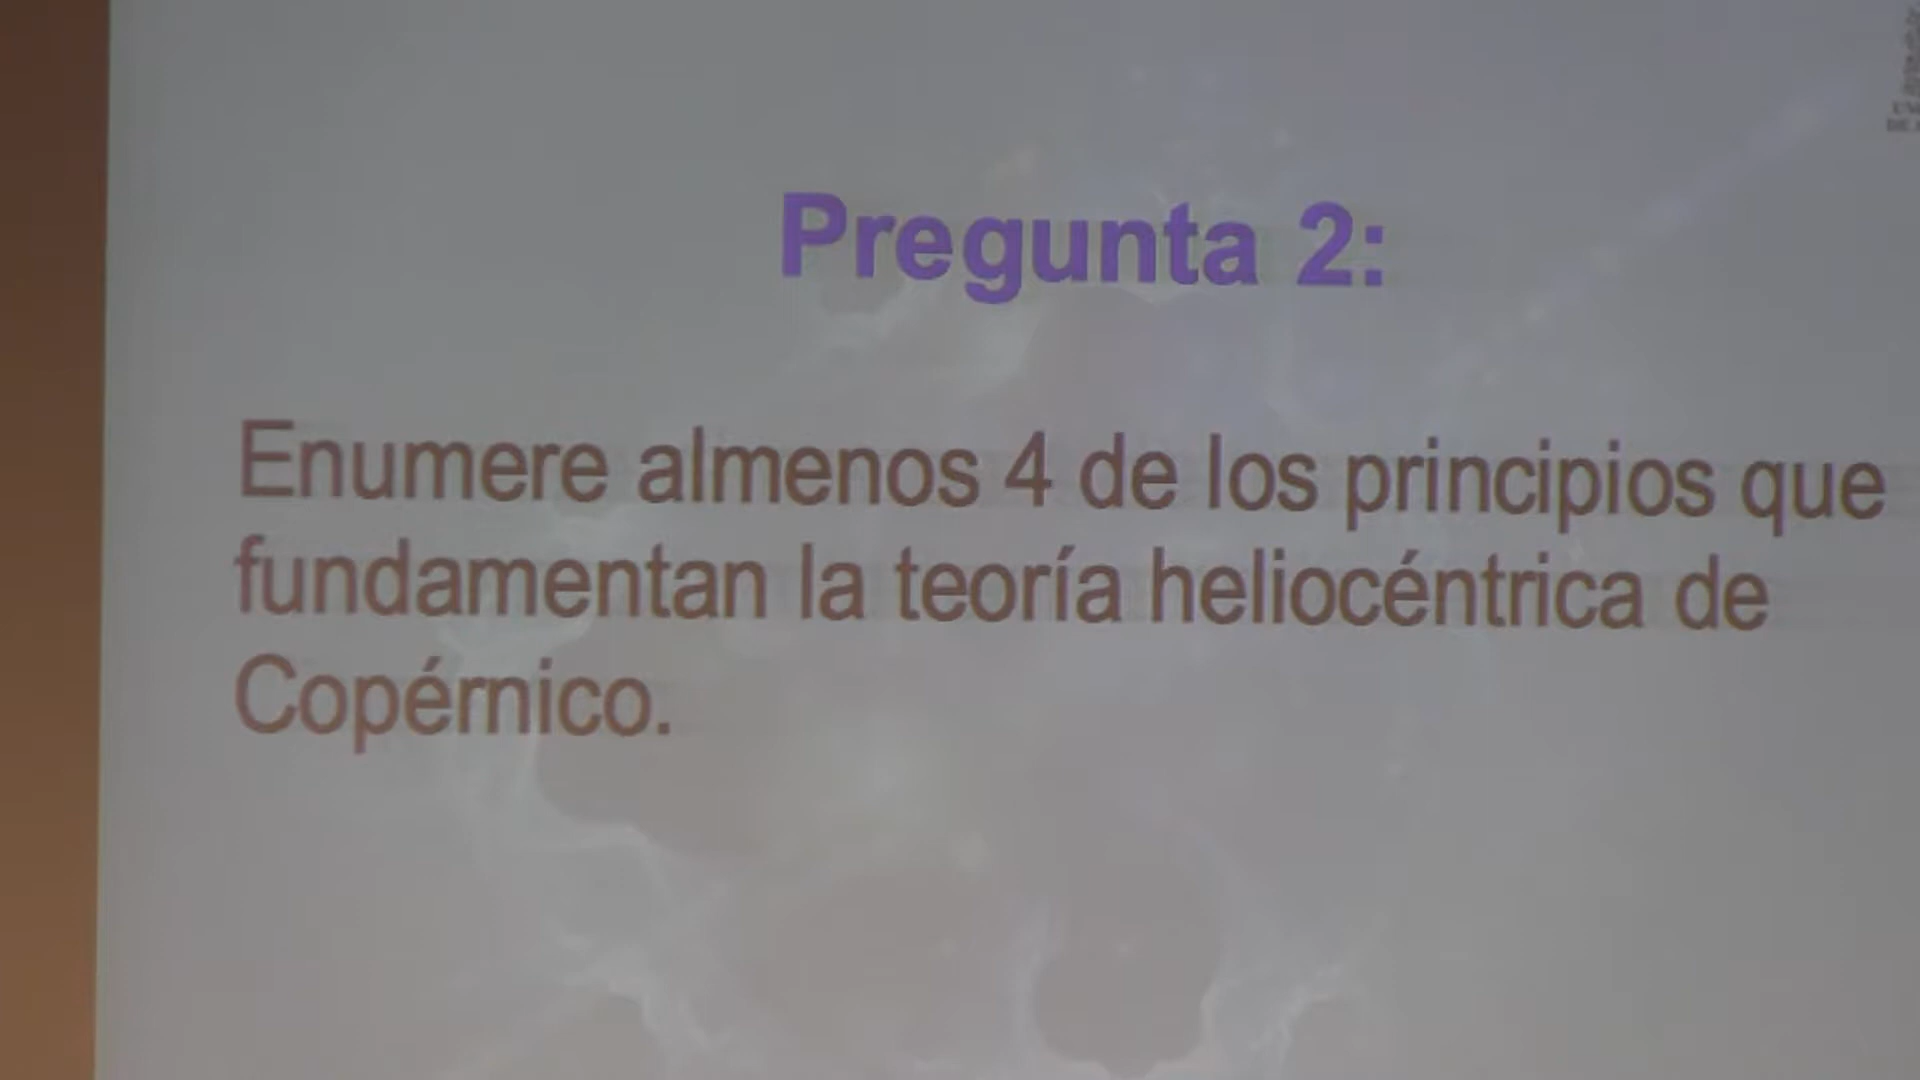 Pregunta 2:
Enumere almenos 4 de los principios que
fundamentan la teoría heliocéntrica de
Copérnico.